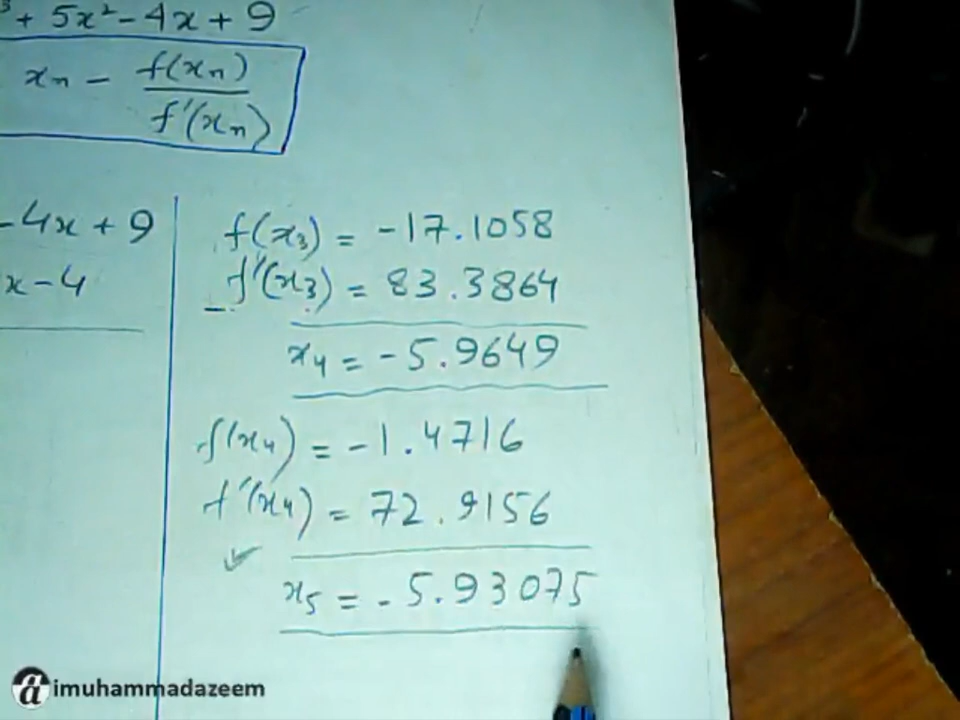 ³ + 5x² - 4x + 9
xn - f(xn) / f'(xn)
- 4x + 9
x - 4
f(x₃) = -17.1058
f'(x₃) = 83.3864
x₄ = -5.9649
f(x₄) = -1.4716
f'(x₄) = 72.9156
x₅ = -5.93075
a imuhammadazeem